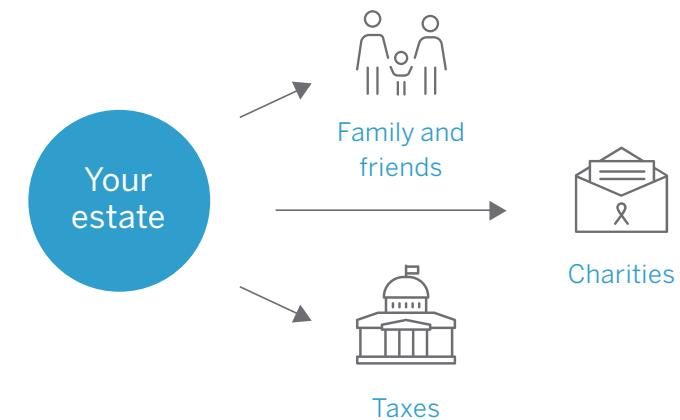 Your
estate
Family and
friends
Charities
Taxes